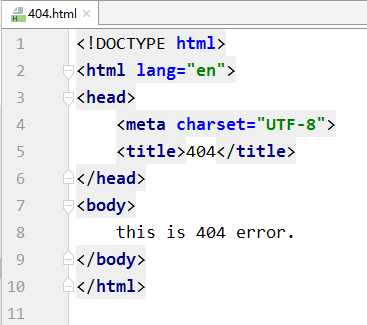 404.html
1 <!DOCTYPE html>
2 <html lang="en">
3 <head>
4     <meta charset="UTF-8">
5     <title>404</title>
6 </head>
7 <body>
8     this is 404 error.
9 </body>
10 </html>
11